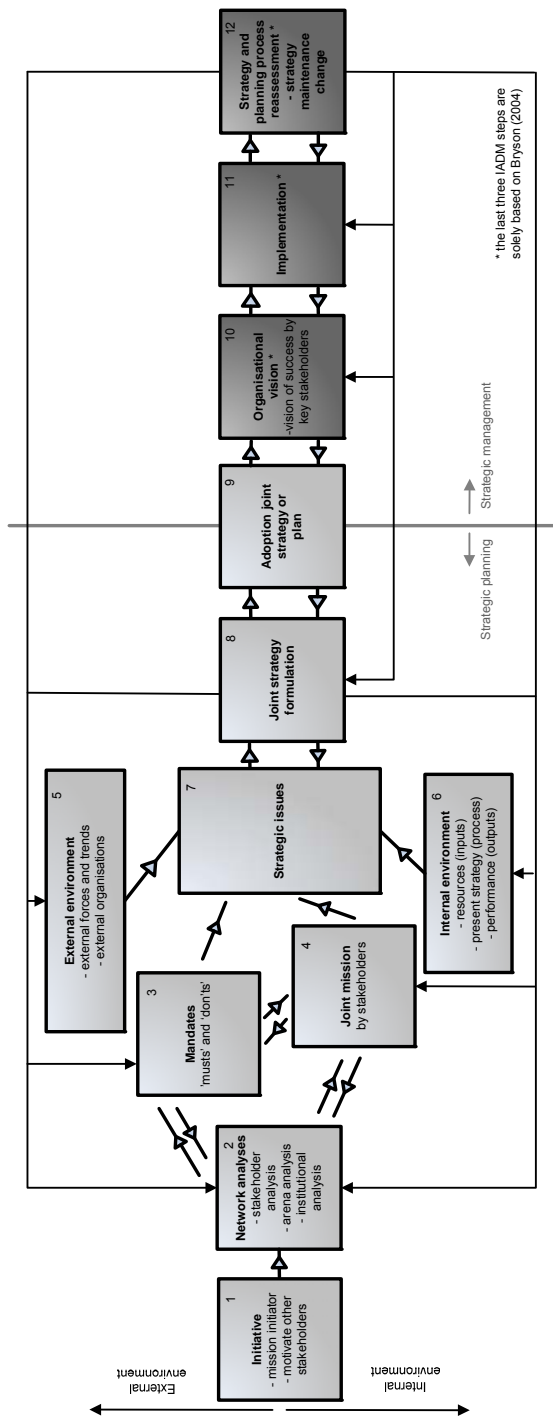 External
environment
Internal
environment
1
Initiative
- mission initiator
- motivate other
stakeholders
2
Network analyses
- stakeholder
analysis
- arena analysis
- institutional
analysis
3
Mandates
'musts' and 'don'ts'
4
Joint mission
by stakeholders
5
External environment
- external forces and trends
- external organisations
6
Internal environment
- resources (inputs)
- present strategy (process)
- performance (outputs)
7
Strategic issues
8
Joint strategy
formulation
9
Adoption joint
strategy or
plan
10
Organisational
vision *
-vision of success by
key stakeholders
11
Implementation *
12
Strategy and
planning process
reassessment *
- strategy
maintenance
change
Strategic planning
Strategic management
* the last three IADM steps are
solely based on Bryson (2004)